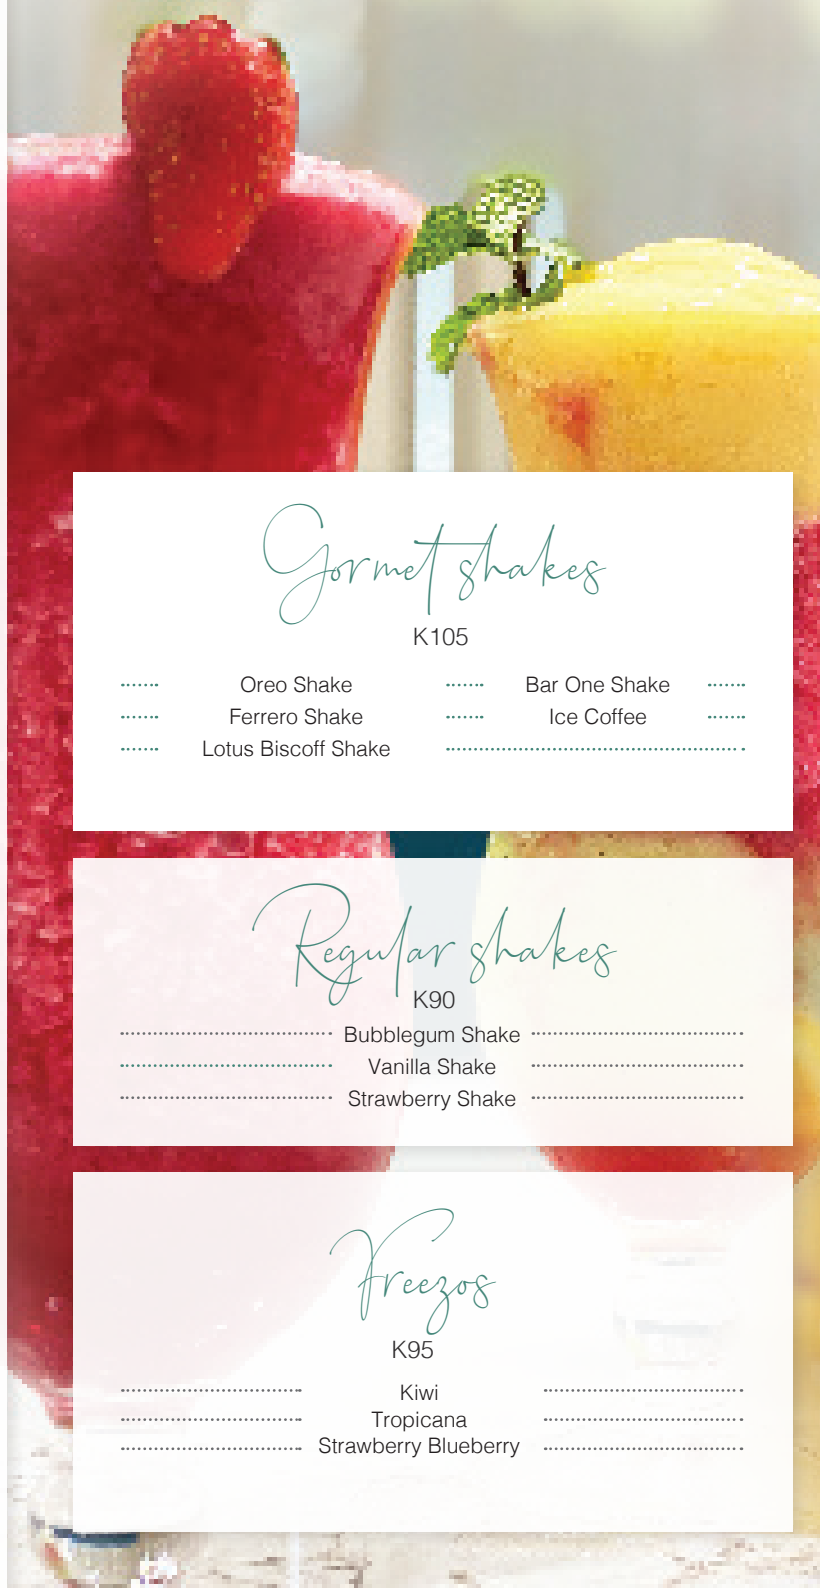 Gormet shakes
K105
Oreo Shake
Bar One Shake
Ferrero Shake
Ice Coffee
Lotus Biscoff Shake
Regular shakes
K90
Bubblegum Shake
Vanilla Shake
Strawberry Shake
Freezos
K95
Kiwi
Tropicana
Strawberry Blueberry